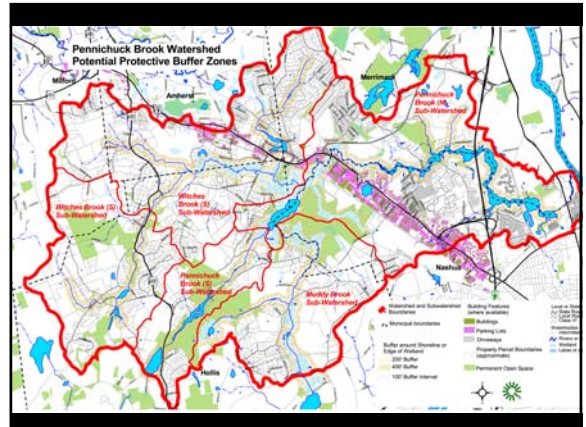 Pennichuck Brook Watershed
Potential Protective Buffer Zones
Milford
Amherst
Merrimack
Pennichuck
Brook (M)
Sub-Watershed
Witches Brook (S)
Sub-Watershed
Witches
Brook (S)
Sub-Watershed
Pennichuck
Brook (S)
Sub-Watershed
Muddy Brook
Sub-Watershed
Nashua
Hollis
Watershed and Subwatershed
Boundaries
Municipal boundaries
Buffer around Shoreline or
Edge of Wetland
200' Buffer
400' Buffer
100' Buffer Interval
Building Features
(where available)
Buildings
Parking Lots
Driveways
Property Parcel Boundaries
(approximate)
Permanent Open Space